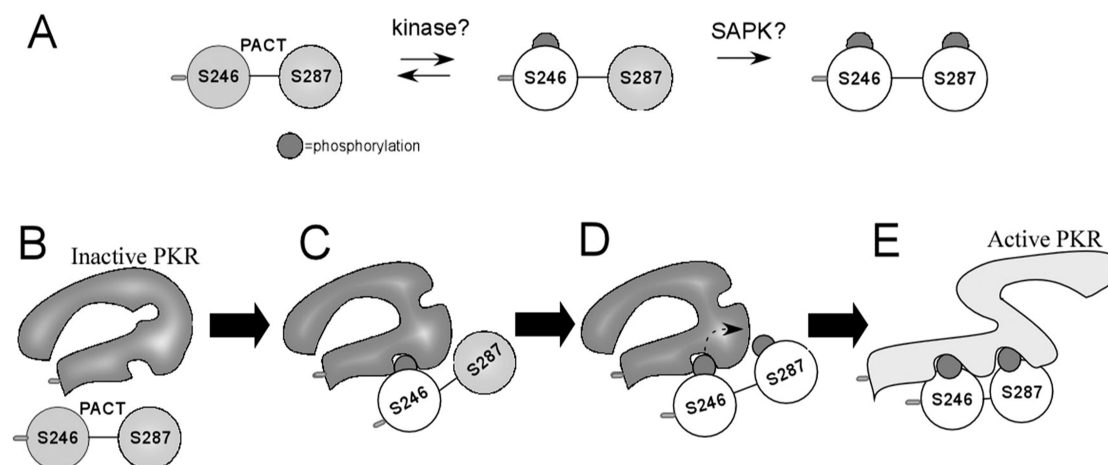 A
PACT
S246
S287
kinase?
S246
S287
SAPK?
S246
S287
=phosphorylation
B
Inactive PKR
PACT
S246
S287
C
S246
S287
D
S246
S287
E
Active PKR
S246
S287